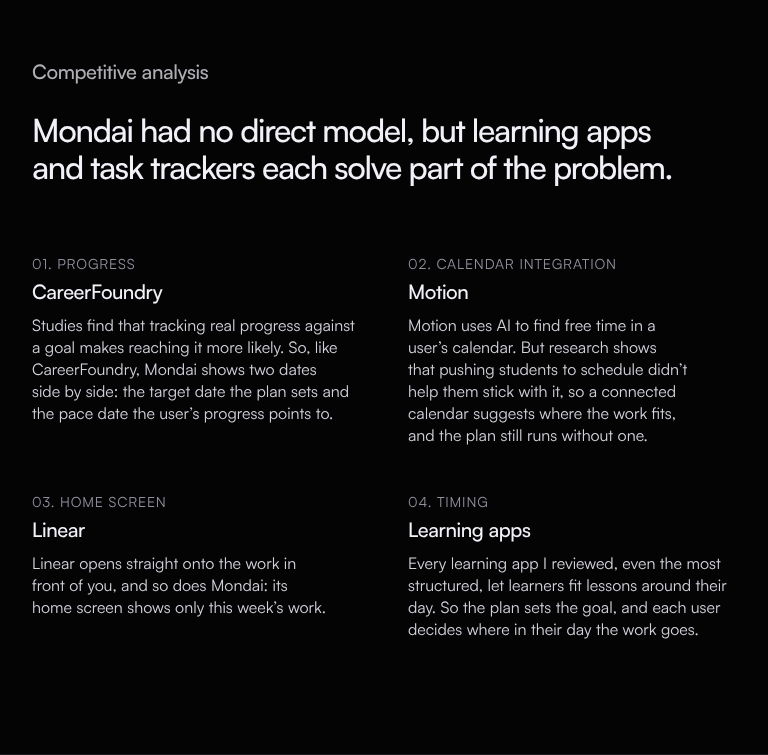 Competitive analysis
Mondai had no direct model, but learning apps
and task trackers each solve part of the problem.
01. PROGRESS
CareerFoundry
Studies find that tracking real progress against
a goal makes reaching it more likely. So, like
CareerFoundry, Mondai shows two dates
side by side: the target date the plan sets and
the pace date the user’s progress points to.
02. CALENDAR INTEGRATION
Motion
Motion uses AI to find free time in a
user’s calendar. But research shows
that pushing students to schedule didn’t
help them stick with it, so a connected
calendar suggests where the work fits,
and the plan still runs without one.
03. HOME SCREEN
Linear
Linear opens straight onto the work in
front of you, and so does Mondai: its
home screen shows only this week’s work.
04. TIMING
Learning apps
Every learning app I reviewed, even the most
structured, let learners fit lessons around their
day. So the plan sets the goal, and each user
decides where in their day the work goes.